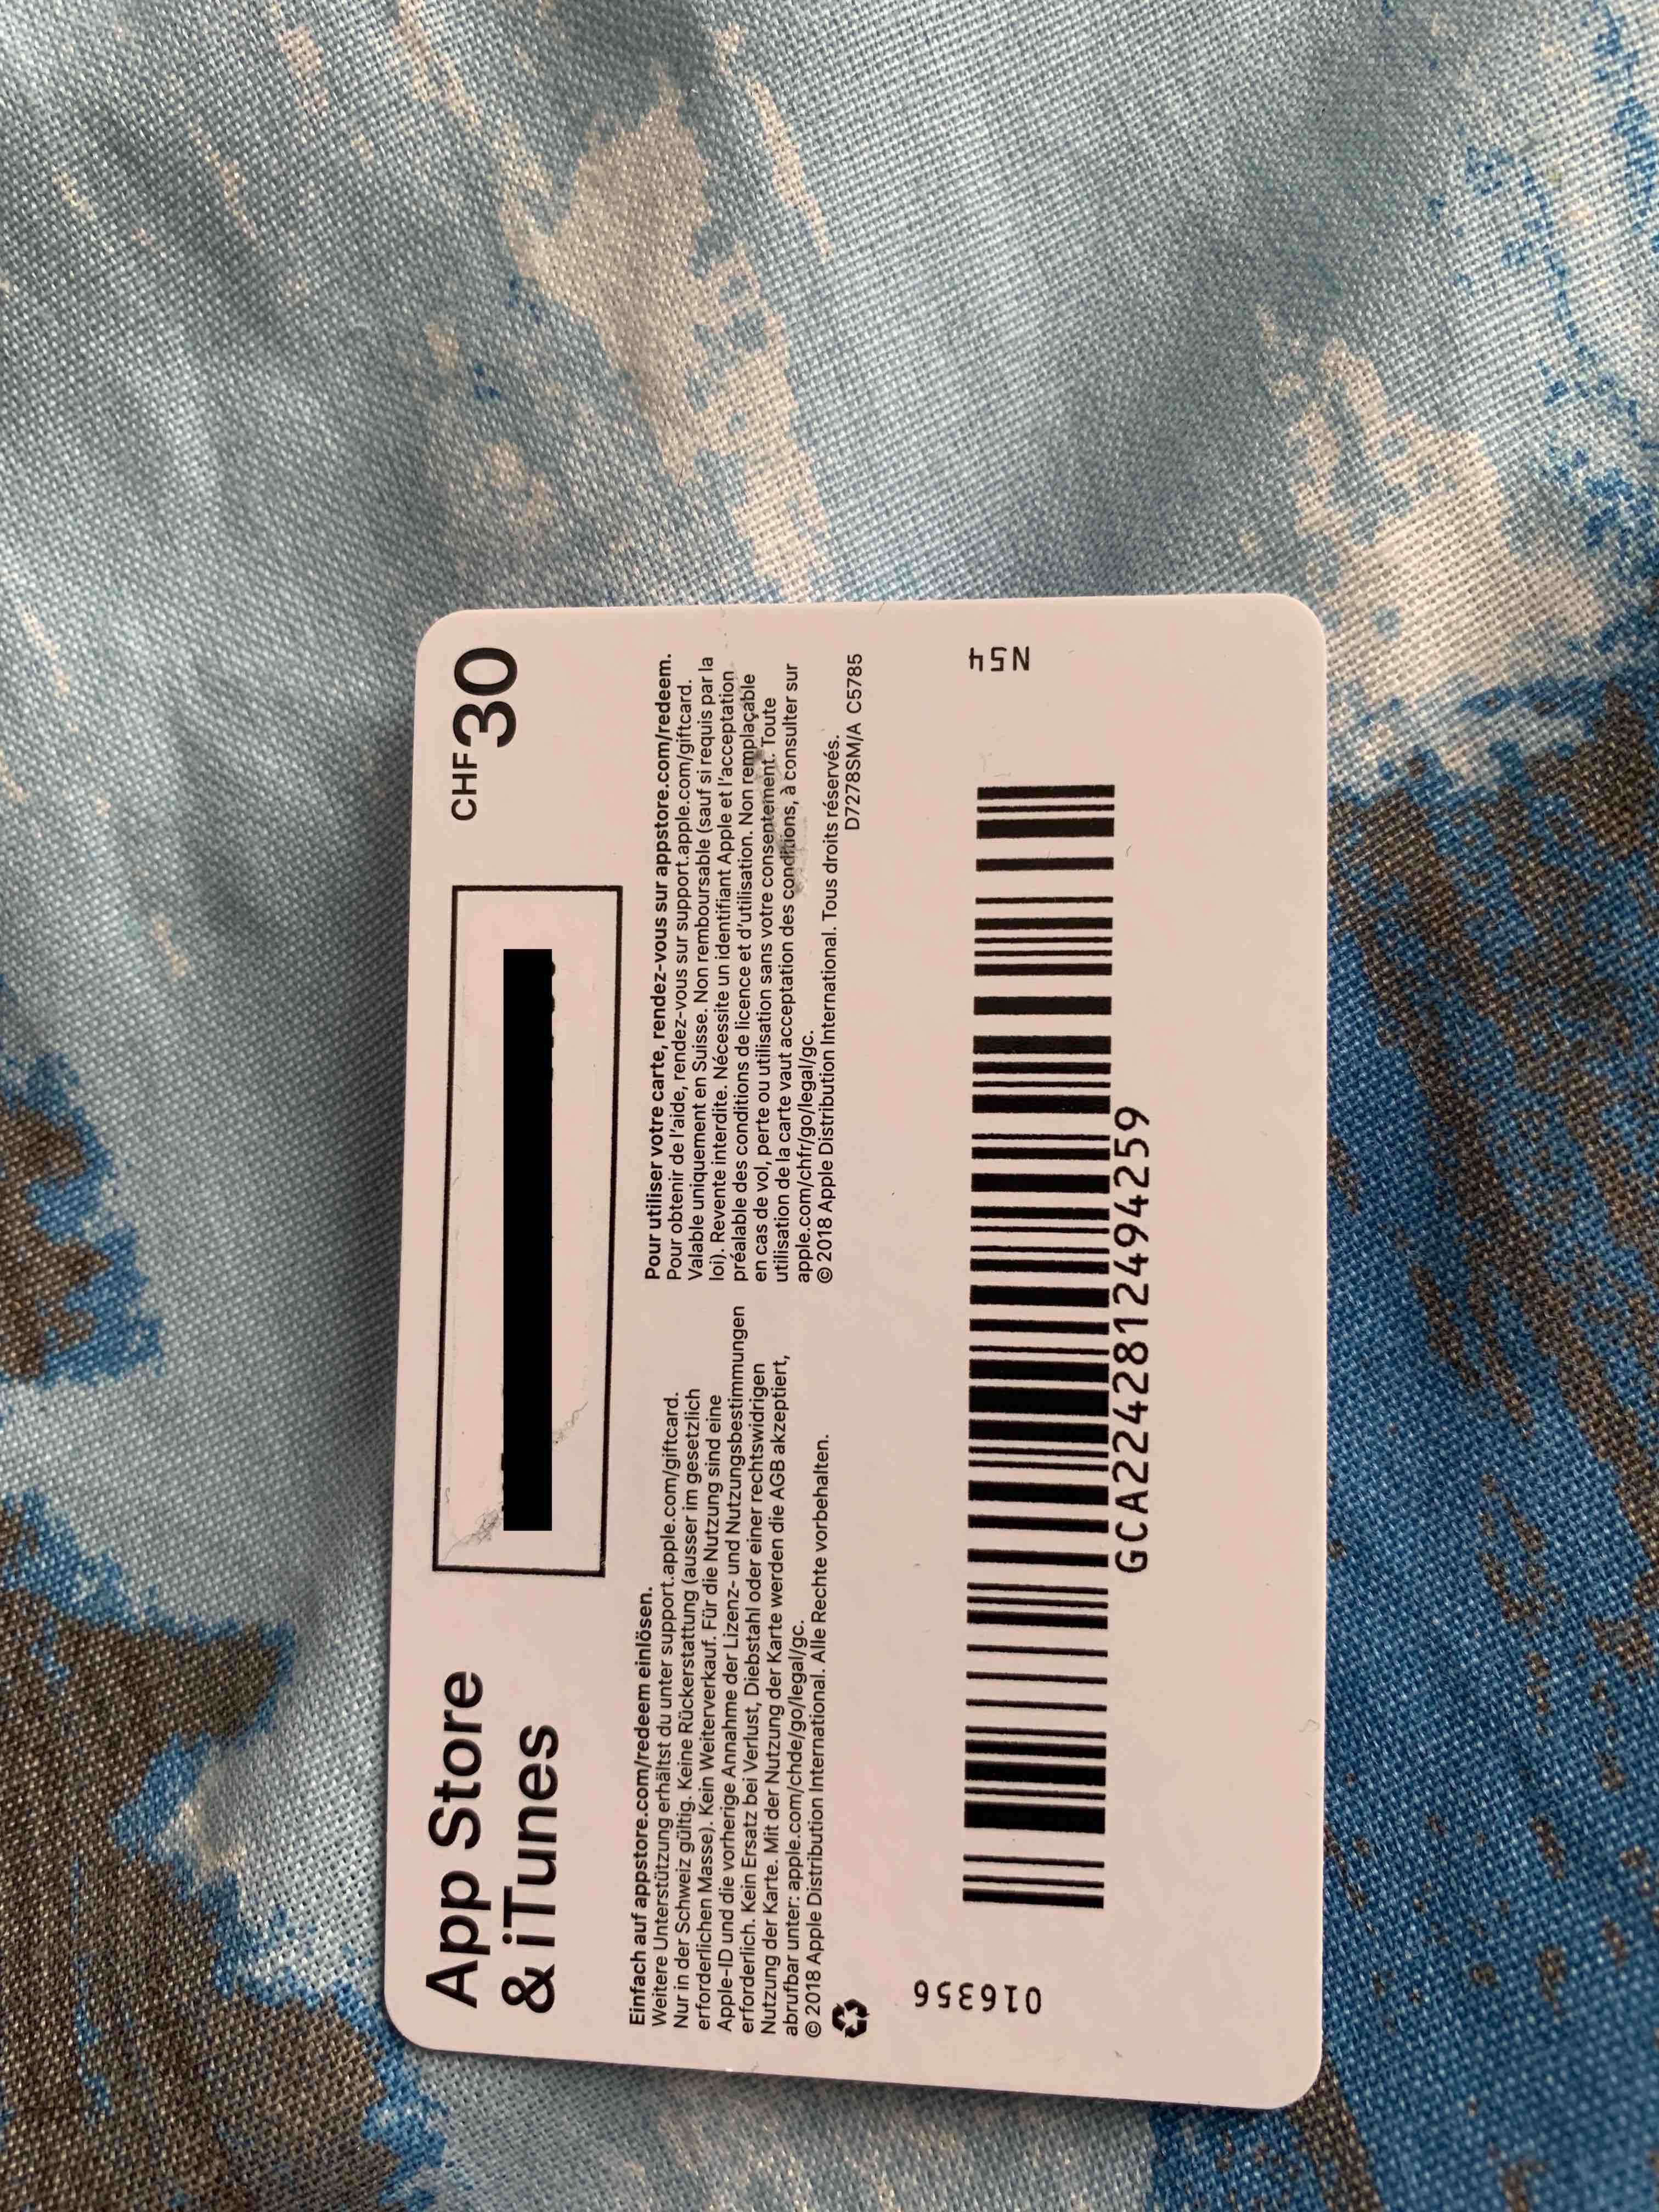 App Store
& iTunes
CHF30
Einfach auf appstore.com/redeem einlösen.
Weitere Unterstützung erhältst du unter support.apple.com/giftcard.
Nur in der Schweiz gültig. Keine Rückerstattung (ausser im gesetzlich
erforderlichen Masse). Kein Weiterverkauf. Für die Nutzung sind eine
Apple-ID und die vorherige Annahme der Lizenz- und Nutzungsbestimmungen
erforderlich. Kein Ersatz bei Verlust, Diebstahl oder einer rechtswidrigen
Nutzung der Karte. Mit der Nutzung der Karte werden die AGB akzeptiert,
abrufbar unter: apple.com/chde/go/legal/gc.
© 2018 Apple Distribution International. Alle Rechte vorbehalten.
Pour utiliser votre carte, rendez-vous sur appstore.com/redeem.
Pour obtenir de l'aide, rendez-vous sur support.apple.com/giftcard.
Valable uniquement en Suisse. Non remboursable (sauf si requis par la
loi). Revente interdite. Nécessite un identifiant Apple et l'acceptation
préalable des conditions de licence et d'utilisation. Non remplaçable
en cas de vol, perte ou utilisation sans votre consentement. Toute
utilisation de la carte vaut acceptation des conditions, à consulter sur
apple.com/chfr/go/legal/gc.
© 2018 Apple Distribution International. Tous droits réservés.
D7278SM/A C5785
016356
N54
GCA2242812494259